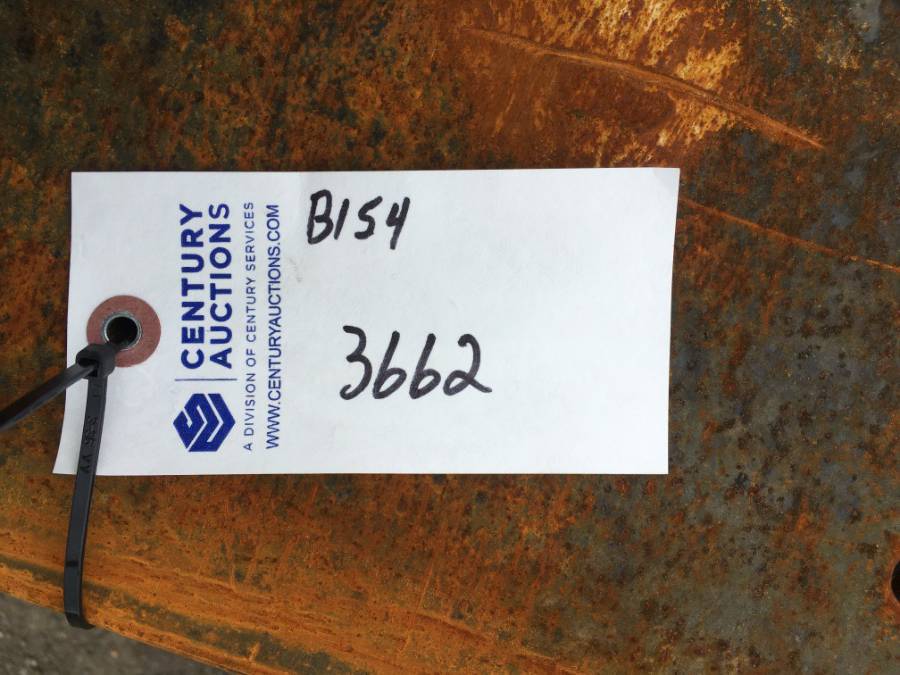 CENTURY
AUCTIONS
A DIVISION OF CENTURY SERVICES
WWW.CENTURYAUCTIONS.COM
B154
3662